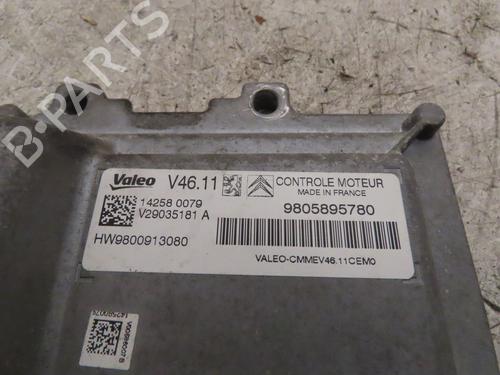 B-PARTS
Valeo V46.11 CONTROLE MOTEUR
MADE IN FRANCE
14258 0079
V29035181 A
9805895780
HW9800913080
VALEO-CMMEV46.11CEM0